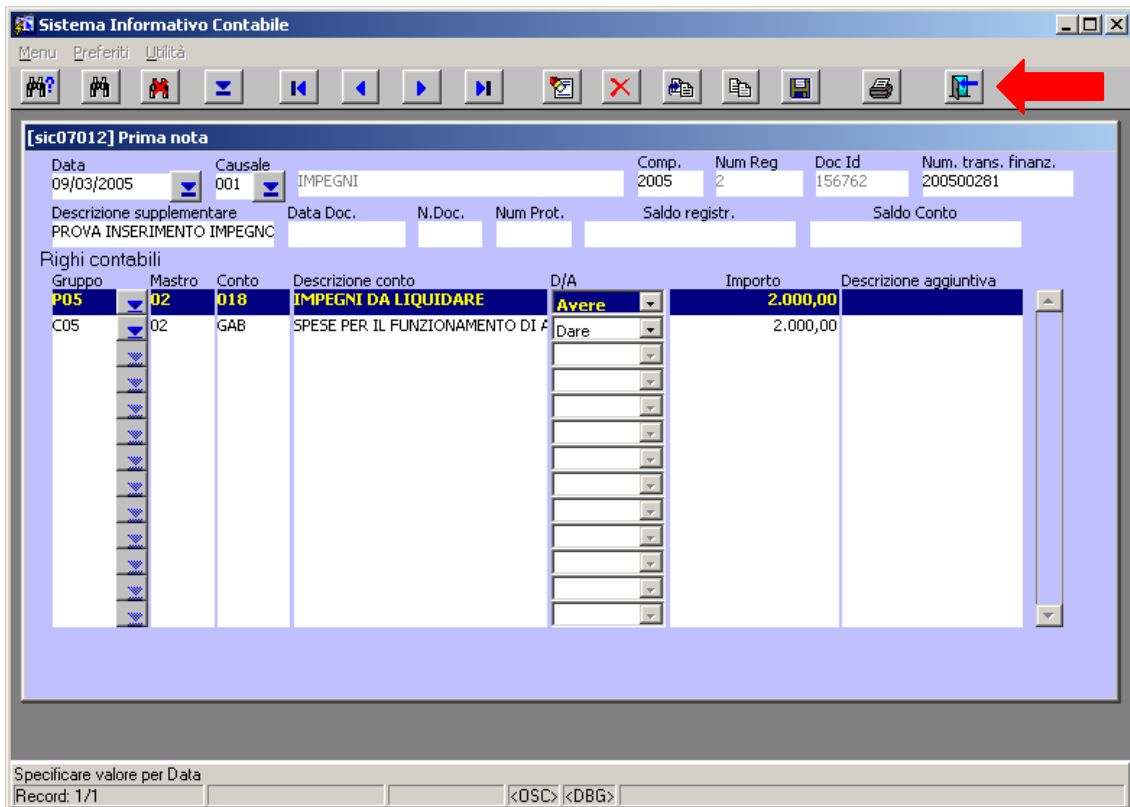 Sistema Informativo Contabile
Menu Preferiti Utilità
[sic07012] Prima nota
Data Causale Comp. Num Reg Doc Id Num. trans. finanz.
09/03/2005 001 IMPEGNI 2005 2 156762 200500281
Descrizione supplementare Data Doc. N.Doc. Num Prot. Saldo registr. Saldo Conto
PROVA INSERIMENTO IMPEGNO
Righi contabili
Gruppo Mastro Conto Descrizione conto D/A Importo Descrizione aggiuntiva
P05 02 018 IMPEGNI DA LIQUIDARE Avere 2.000,00
C05 02 GAB SPESE PER IL FUNZIONAMENTO DI A Dare 2.000,00
Specificare valore per Data
Record: 1/1 <OSC> <DBG>